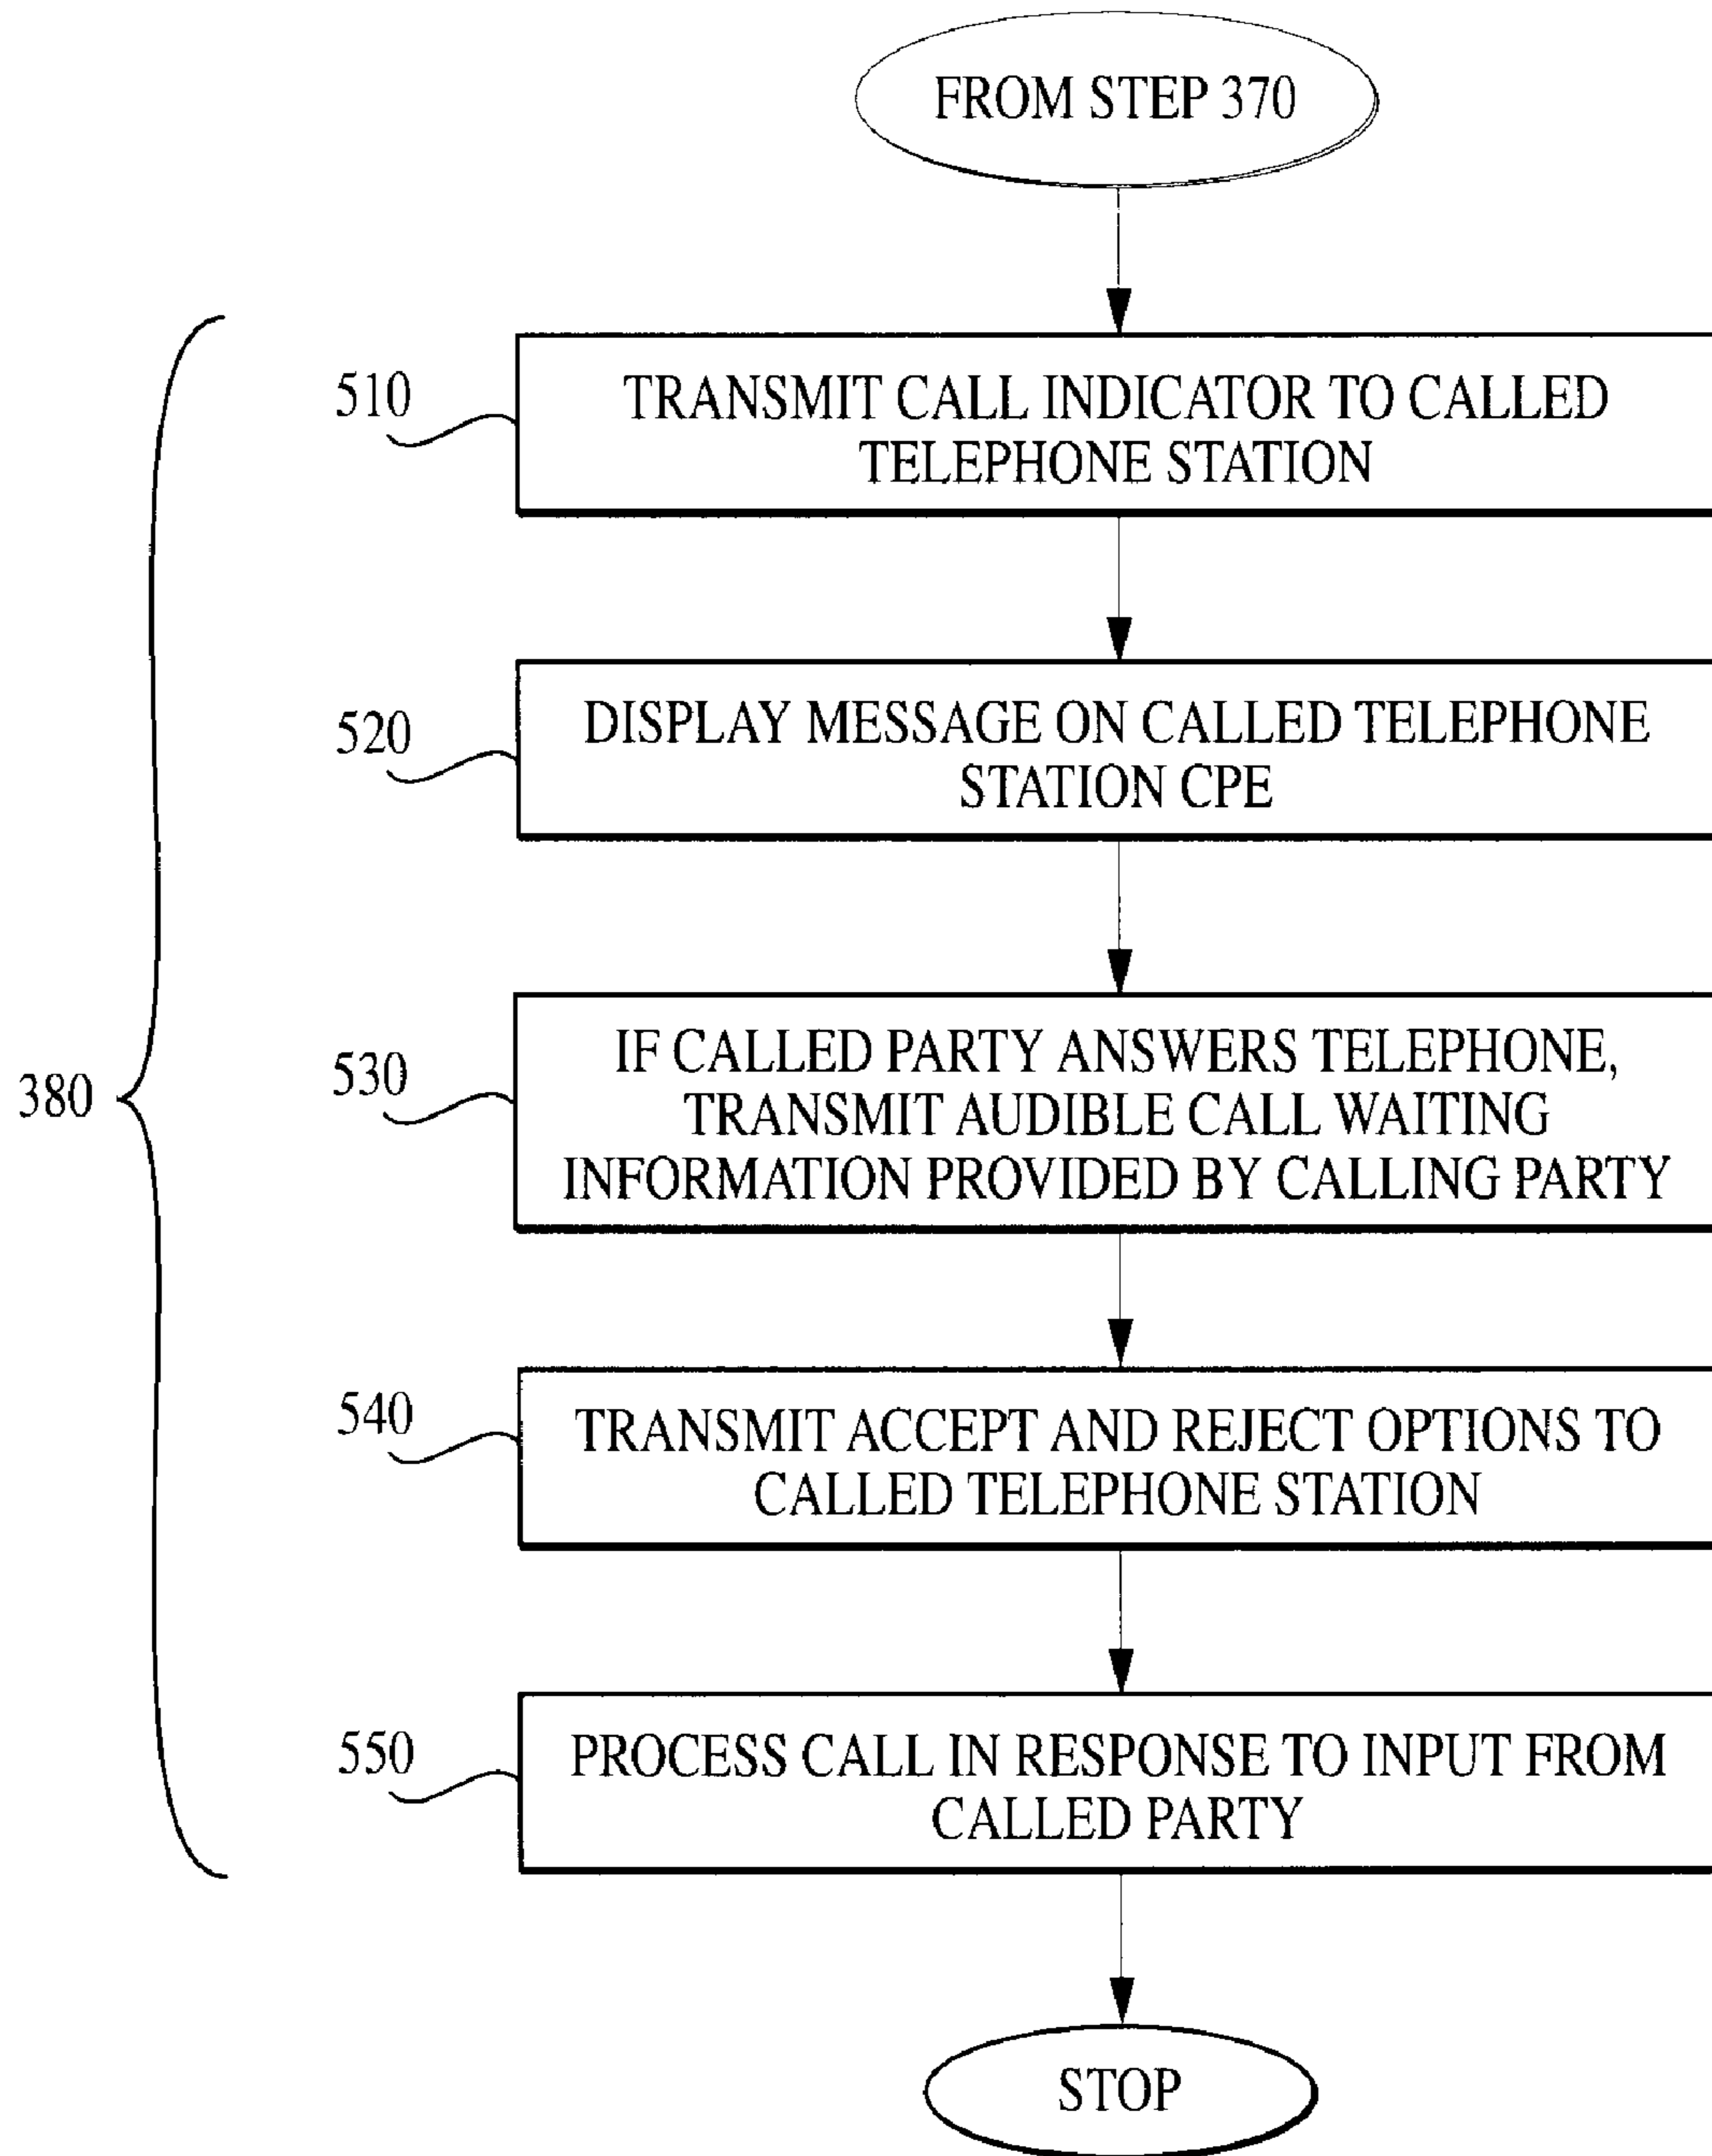 FROM STEP 370
510
TRANSMIT CALL INDICATOR TO CALLED
TELEPHONE STATION
520
DISPLAY MESSAGE ON CALLED TELEPHONE
STATION CPE
380
530
IF CALLED PARTY ANSWERS TELEPHONE,
TRANSMIT AUDIBLE CALL WAITING
INFORMATION PROVIDED BY CALLING PARTY
540
TRANSMIT ACCEPT AND REJECT OPTIONS TO
CALLED TELEPHONE STATION
550
PROCESS CALL IN RESPONSE TO INPUT FROM
CALLED PARTY
STOP